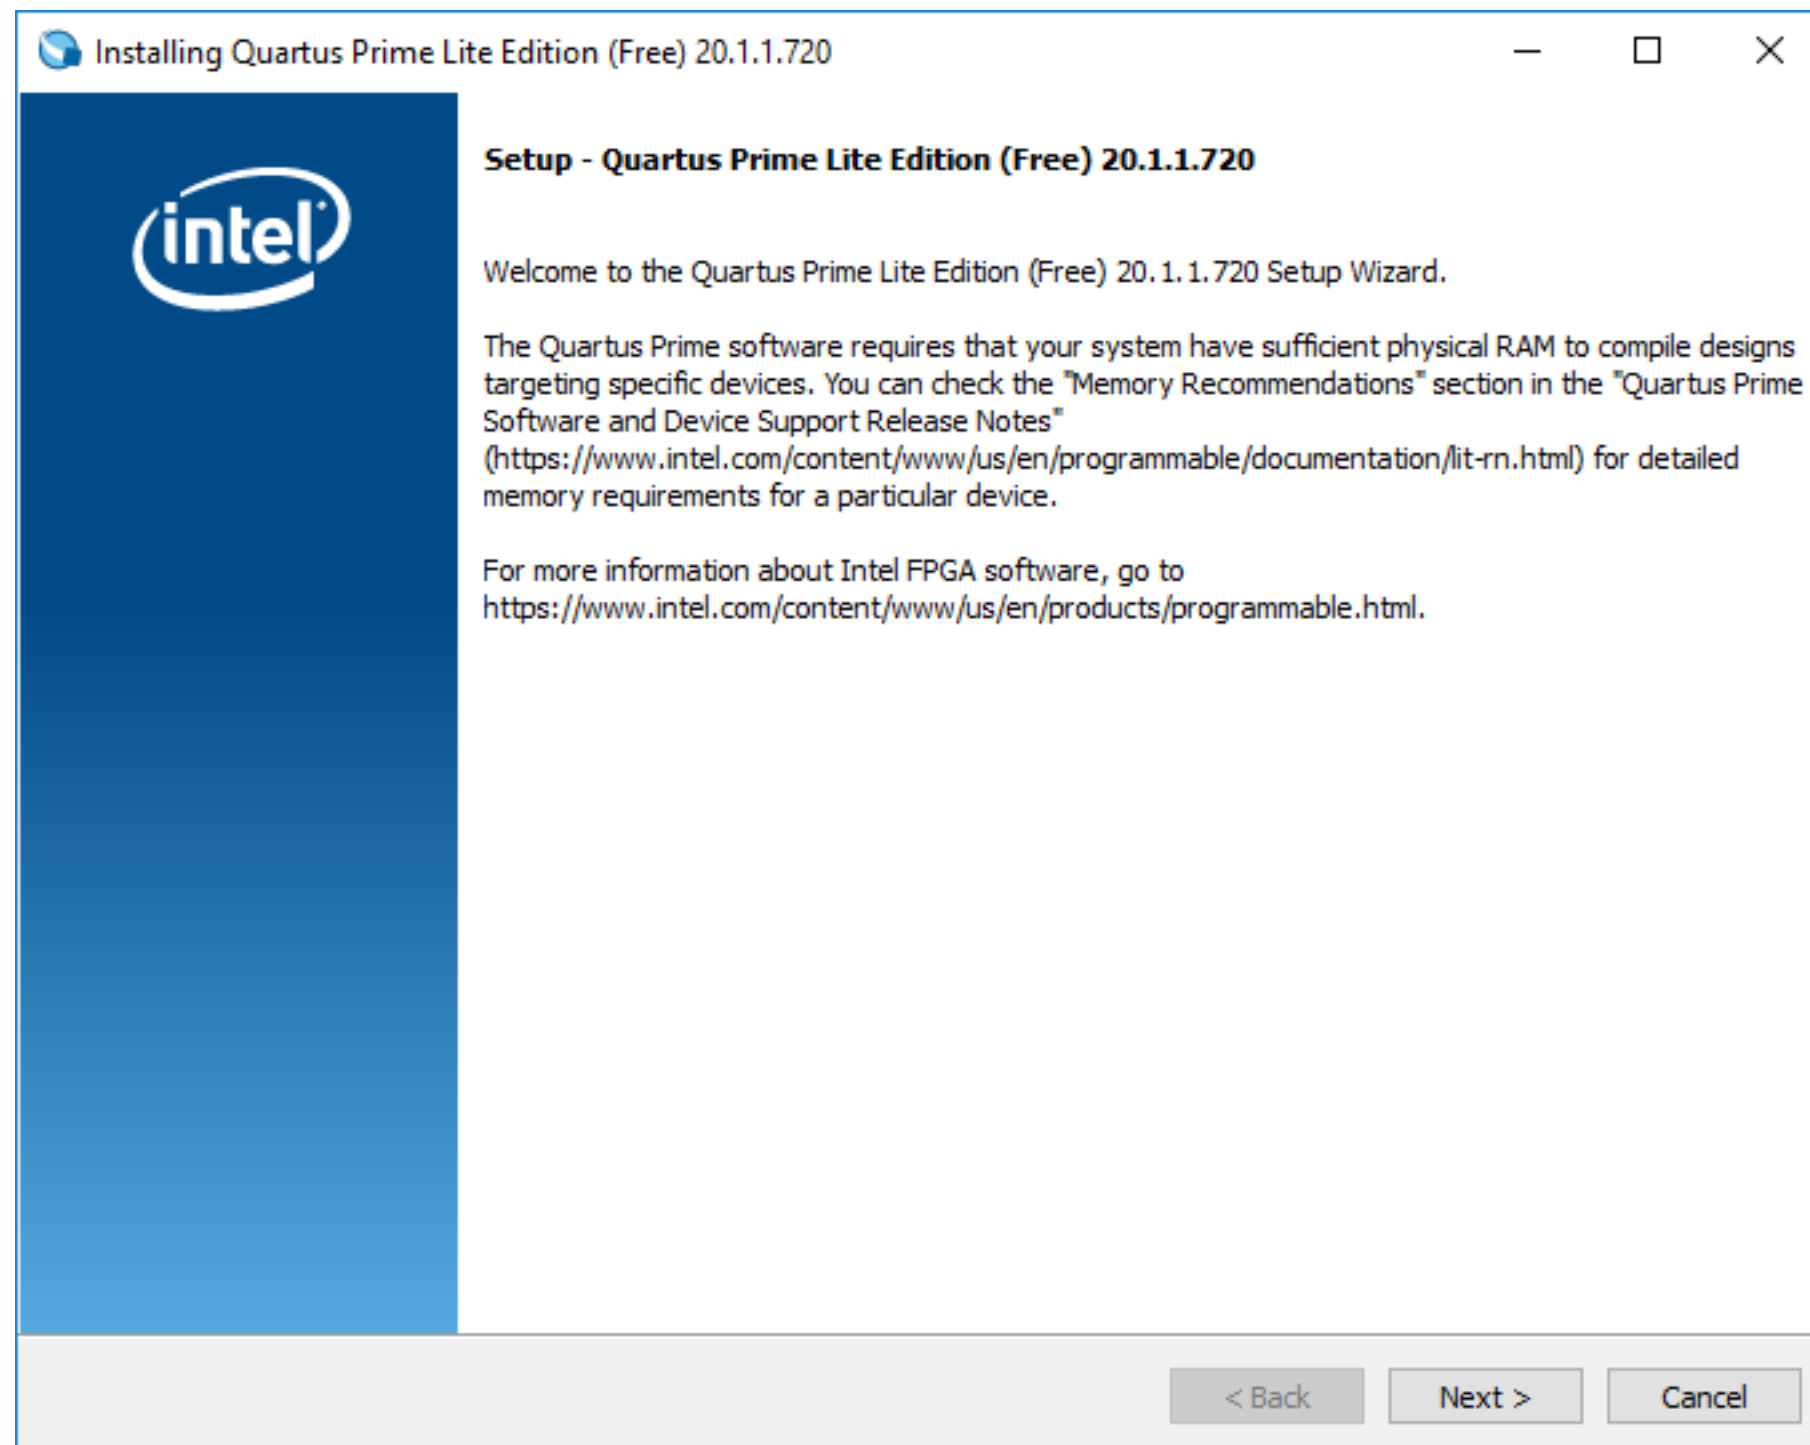 Installing Quartus Prime Lite Edition (Free) 20.1.1.720
intel
Setup - Quartus Prime Lite Edition (Free) 20.1.1.720
Welcome to the Quartus Prime Lite Edition (Free) 20.1.1.720 Setup Wizard.
The Quartus Prime software requires that your system have sufficient physical RAM to compile designs
targeting specific devices. You can check the "Memory Recommendations" section in the "Quartus Prime
Software and Device Support Release Notes"
(https://www.intel.com/content/www/us/en/programmable/documentation/lit-rn.html) for detailed
memory requirements for a particular device.
For more information about Intel FPGA software, go to
https://www.intel.com/content/www/us/en/products/programmable.html.
< Back
Next >
Cancel